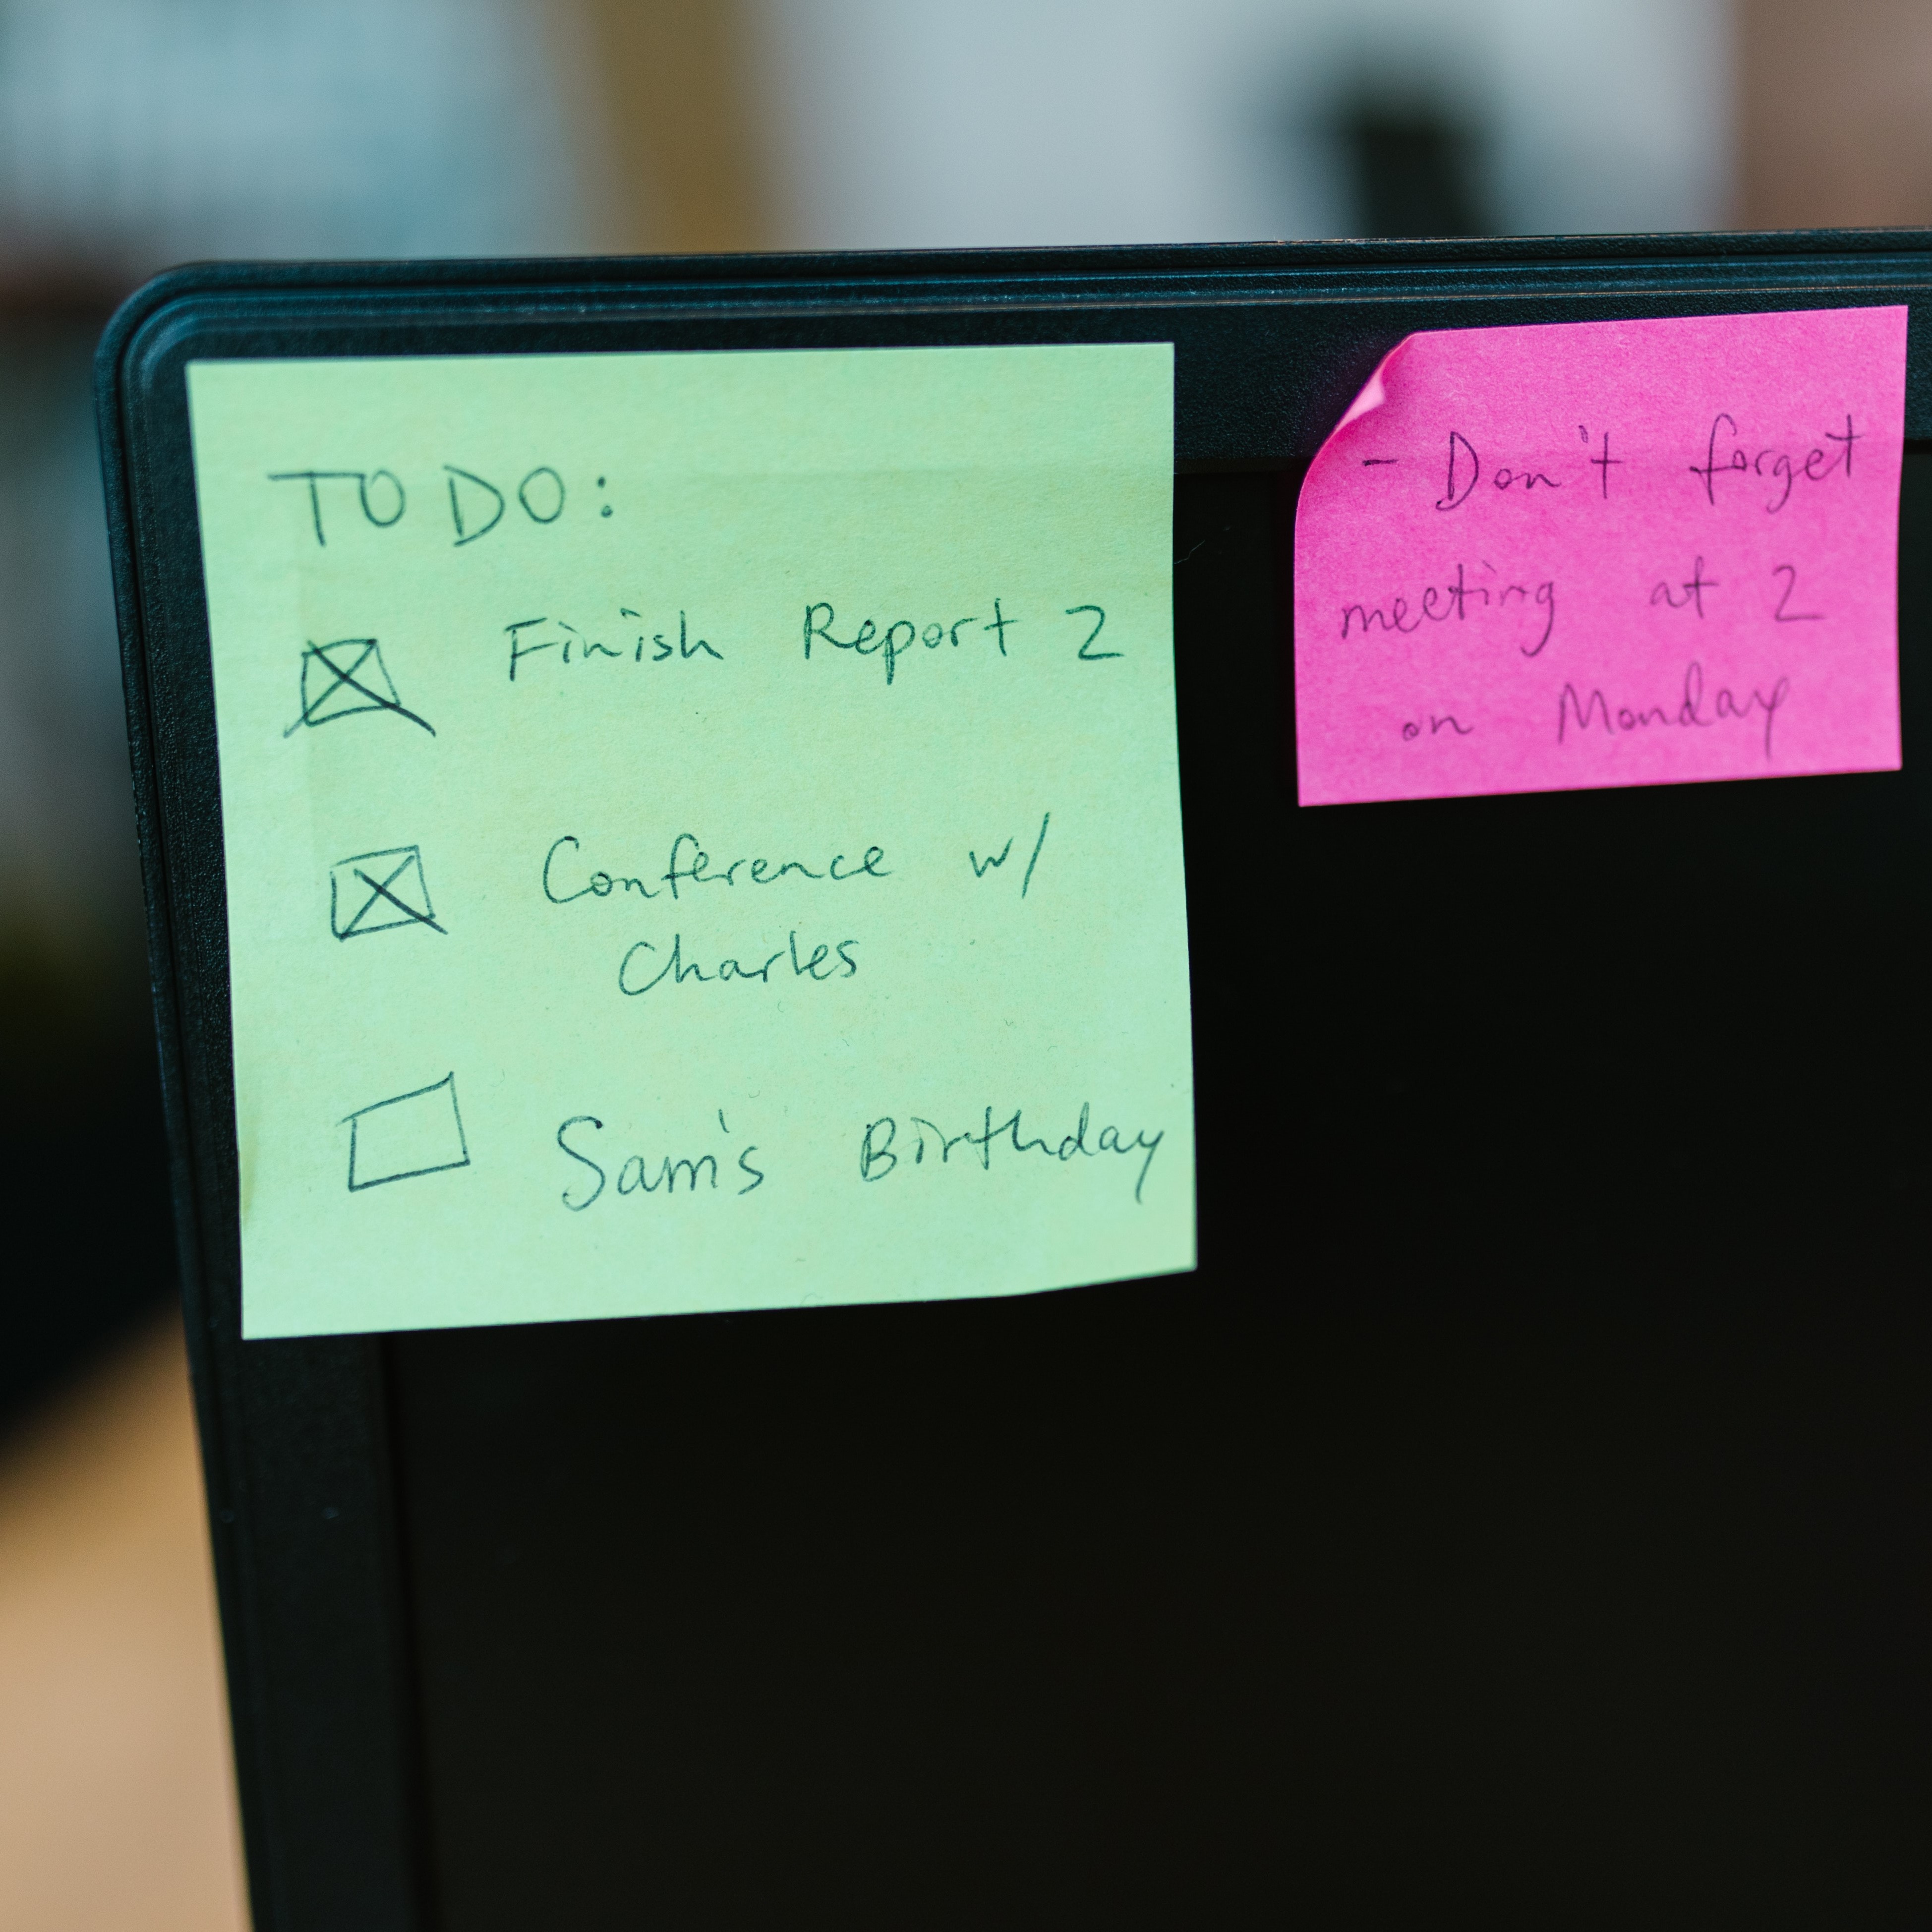 TO DO:
Finish Report 2
Conference w/
Charles
Sam's Birthday
- Don't forget
meeting at 2
on Monday